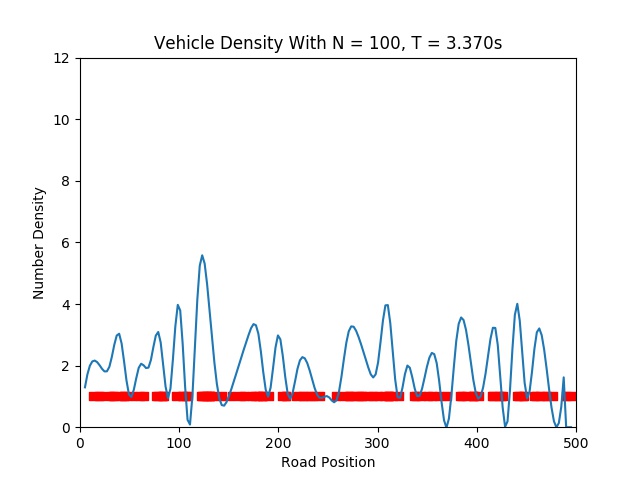 Vehicle Density With N = 100, T = 3.370s
12
10
8
6
4
2
0
Number Density
0 100 200 300 400 500
Road Position